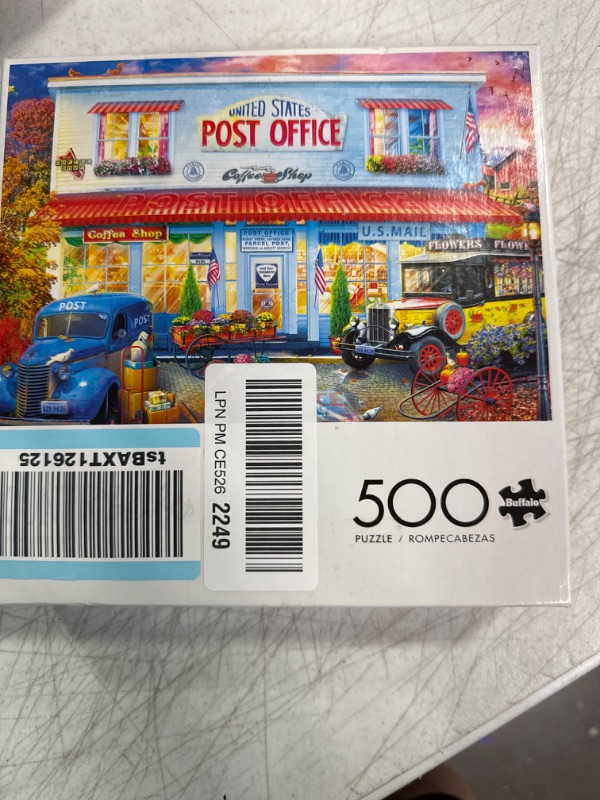 UNITED STATES
POST OFFICE
Coffee Shop
POST OFFICE
Coffee Shop
POST OFFICE
PARCEL POST,
U.S. MAIL
FLOWERS FLOW
POST
POST
tsBAXT126125
LPN PM CE526 2249
500
Buffalo
PUZZLE / ROMPECABEZAS